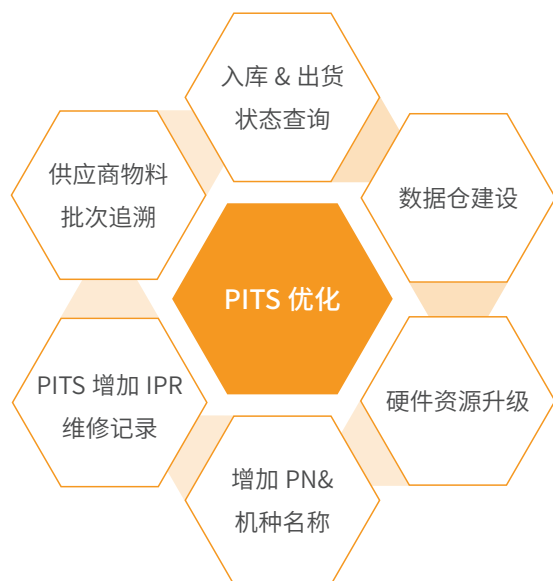 入库 & 出货
状态查询
供应商物料
批次追溯
数据仓建设
PITS 优化
PITS 增加 IPR
维修记录
硬件资源升级
增加 PN&
机种名称